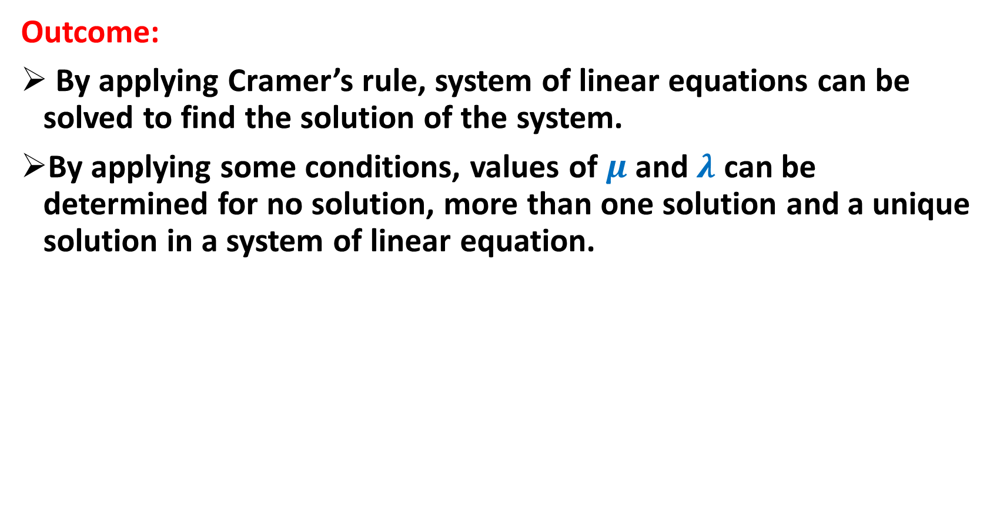 Outcome:
➢ By applying Cramer’s rule, system of linear equations can be
solved to find the solution of the system.
➢By applying some conditions, values of 𝝁 and 𝝀 can be
determined for no solution, more than one solution and a unique
solution in a system of linear equation.